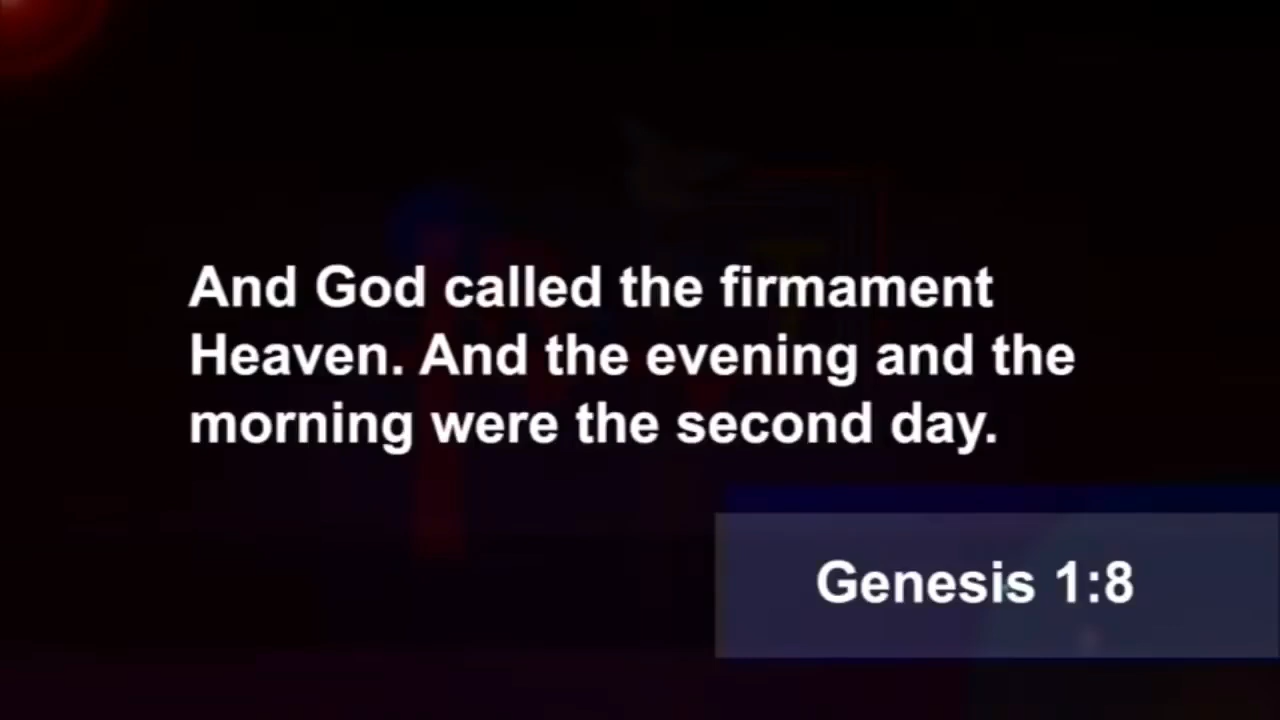 And God called the firmament
Heaven. And the evening and the
morning were the second day.
Genesis 1:8